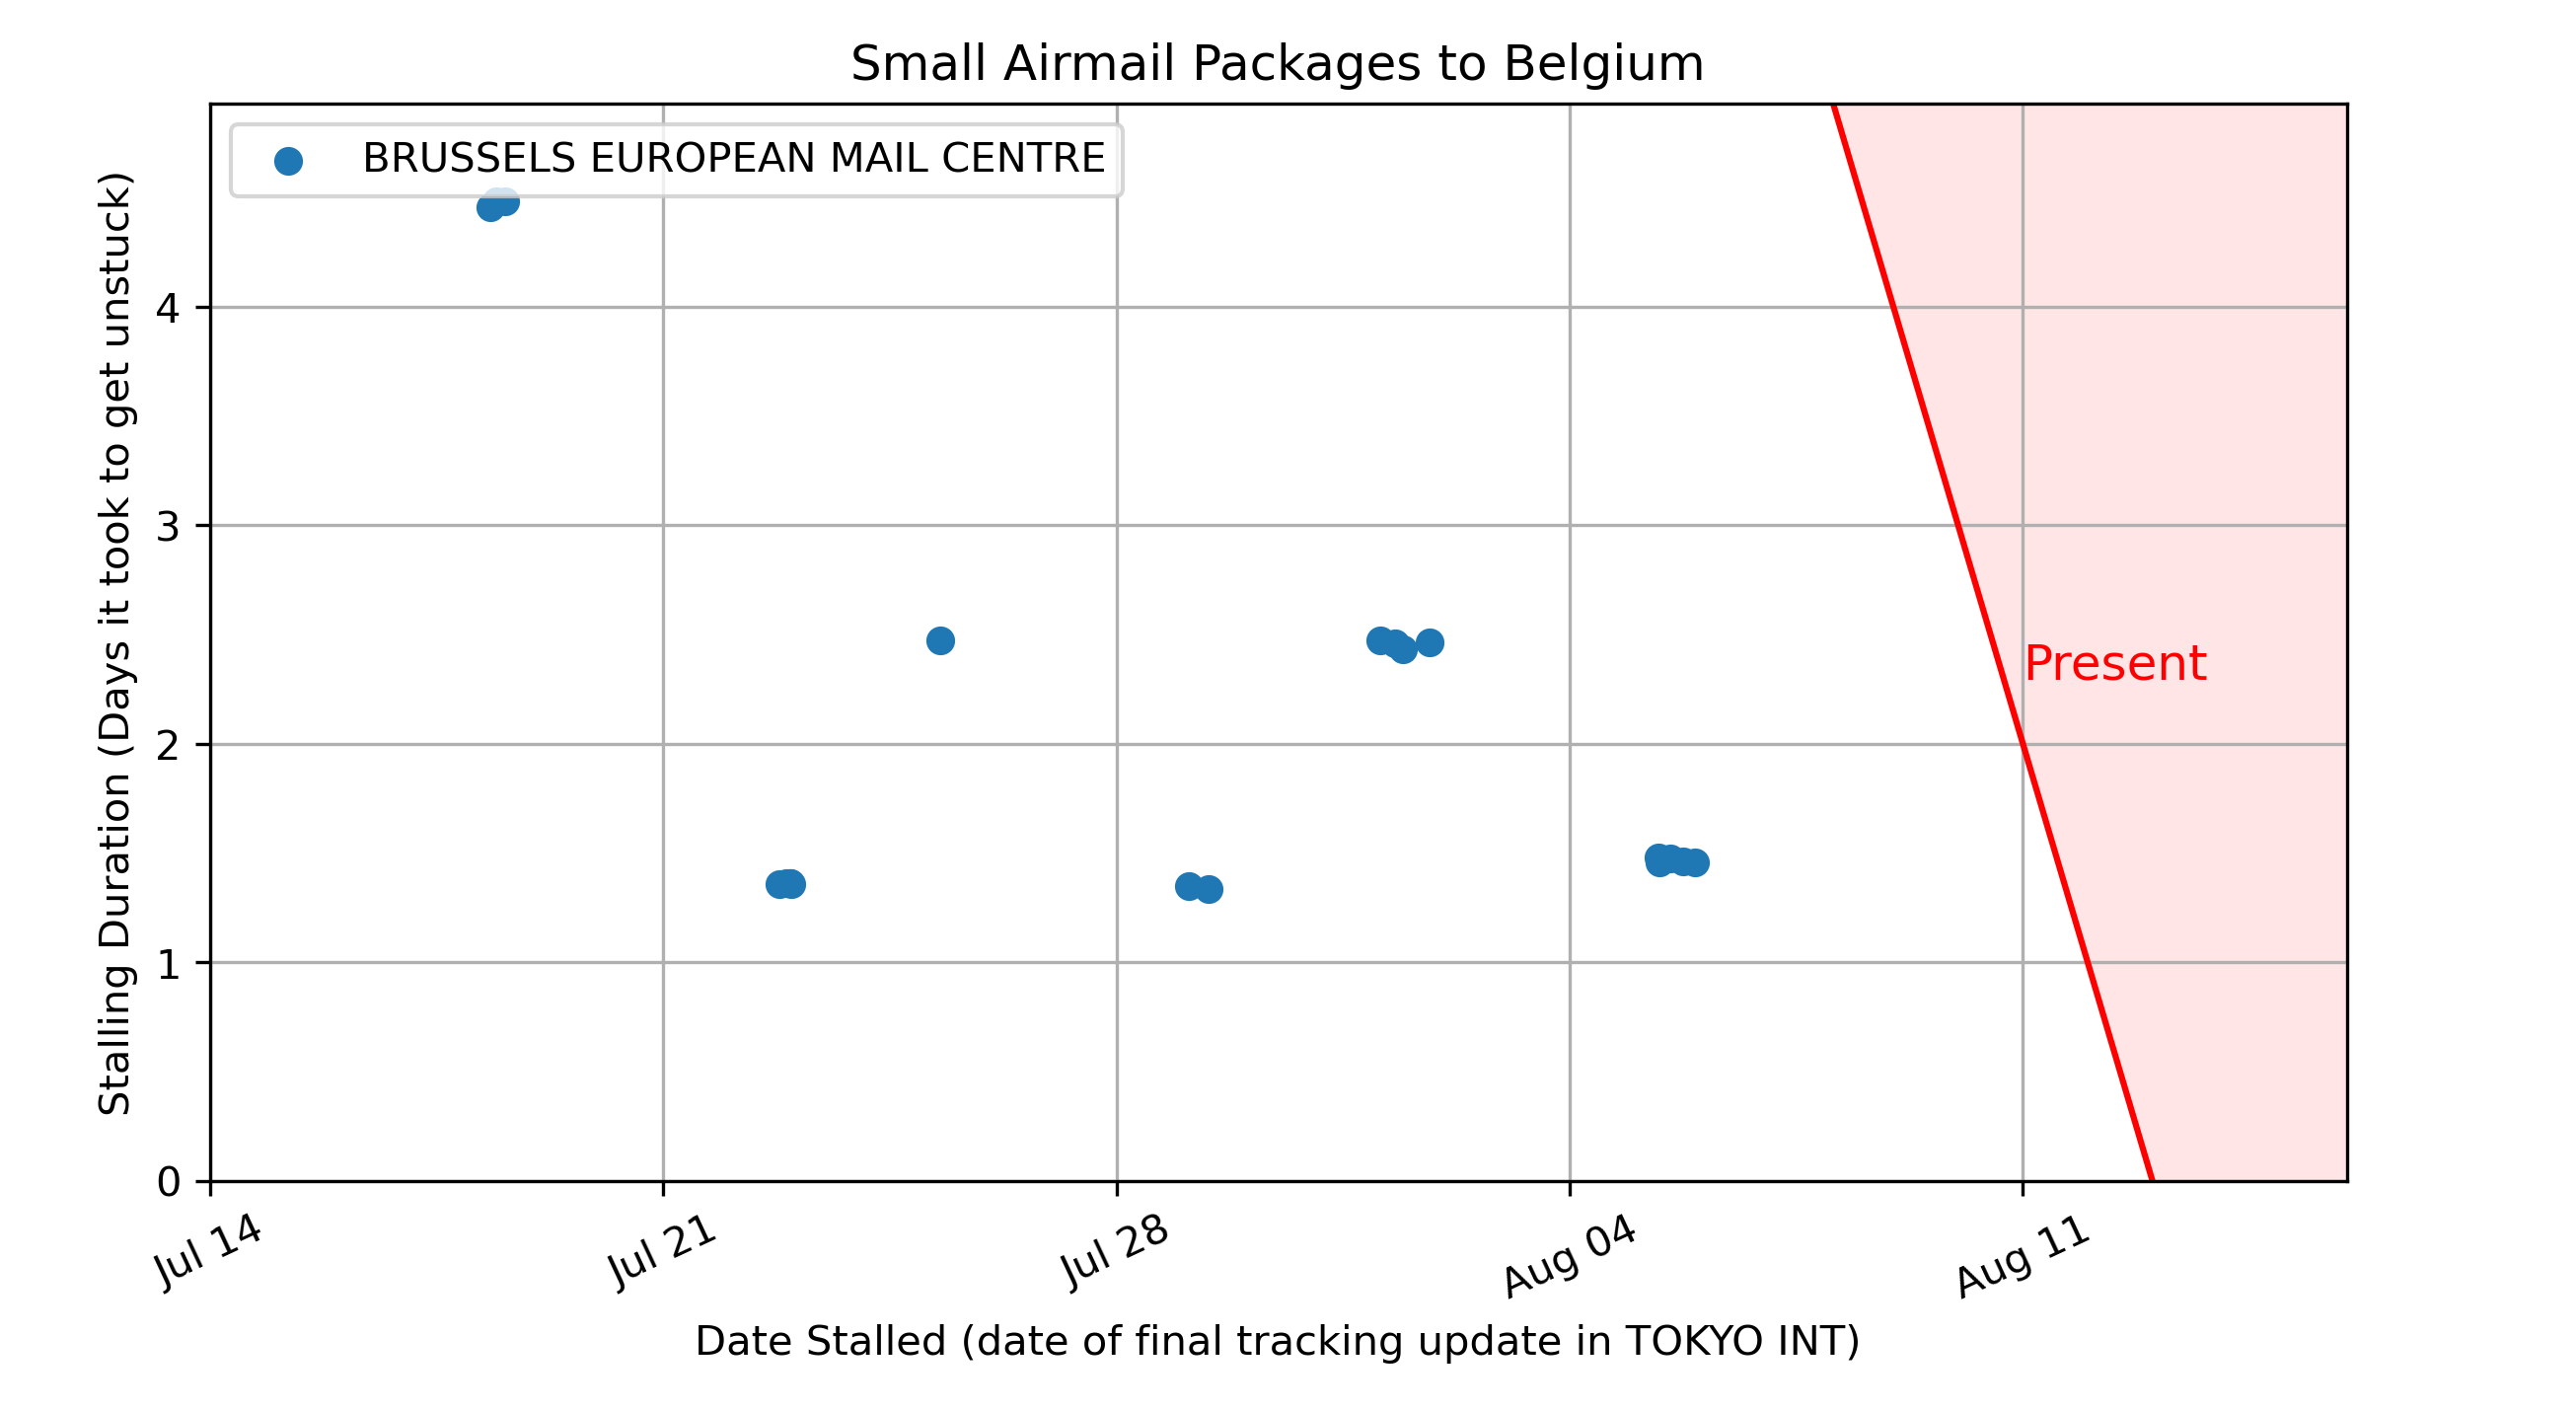 Small Airmail Packages to Belgium
BRUSSELS EUROPEAN MAIL CENTRE
Stalling Duration (Days it took to get unstuck)
4
3
2
1
0
Present
Jul 14
Jul 21
Jul 28
Aug 04
Aug 11
Date Stalled (date of final tracking update in TOKYO INT)